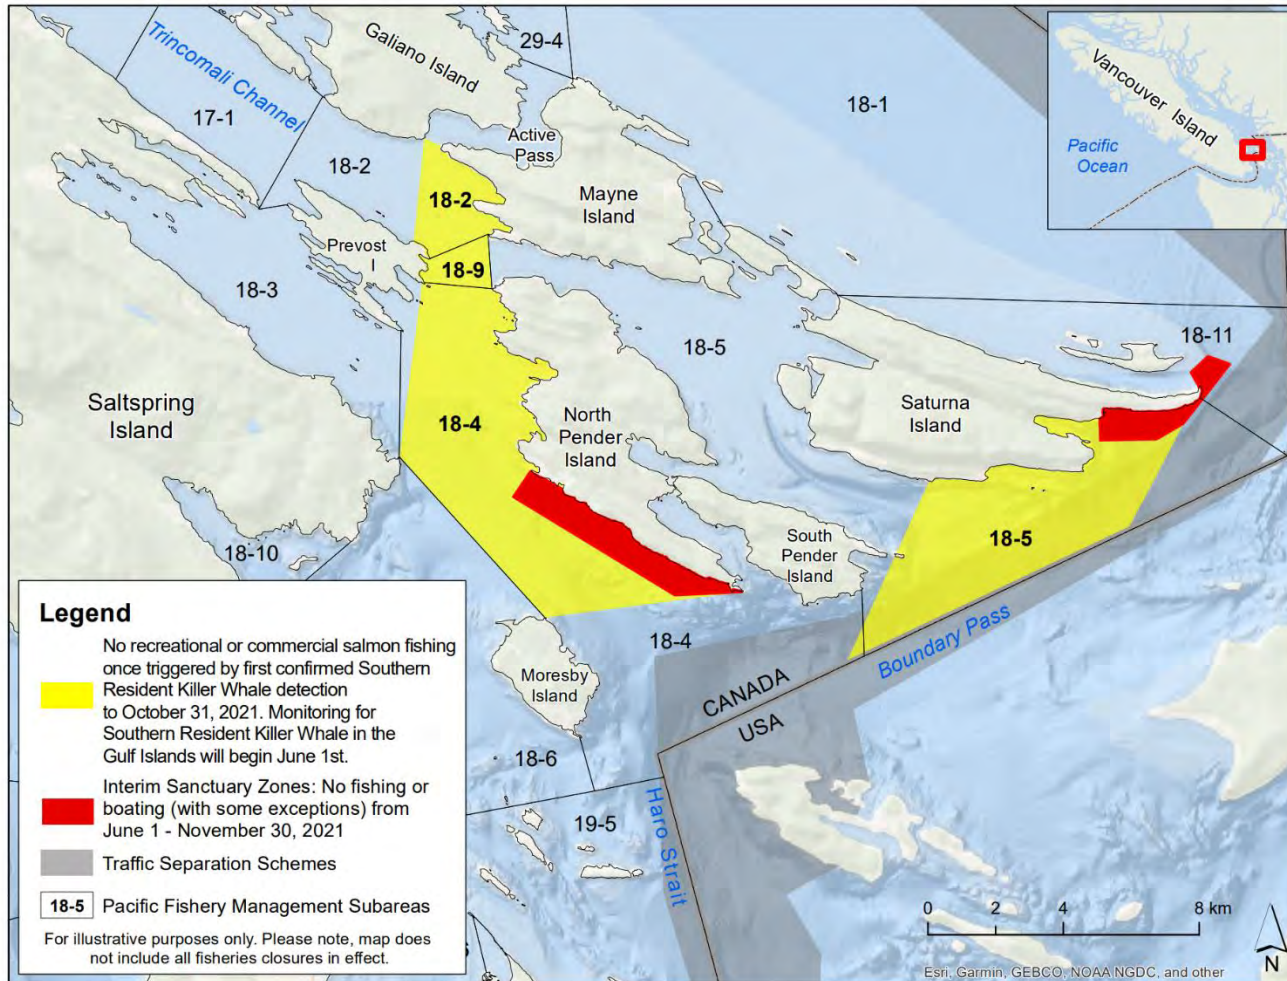 Trincomali Channel
17-1
Galiano Island
29-4
18-1
Active
Pass
18-2
Mayne
Island
18-2
Prevost
I
18-9
18-3
18-5
18-11
Saltspring
Island
18-4
North
Pender
Island
Saturna
Island
18-10
South
Pender
Island
18-5
18-4
Moresby
Island
Boundary Pass
CANADA
USA
18-6
19-5
Haro Strait
Vancouver Island
Pacific
Ocean
Legend
No recreational or commercial salmon fishing
once triggered by first confirmed Southern
Resident Killer Whale detection
to October 31, 2021. Monitoring for
Southern Resident Killer Whale in the
Gulf Islands will begin June 1st.
Interim Sanctuary Zones: No fishing or
boating (with some exceptions) from
June 1 - November 30, 2021
Traffic Separation Schemes
18-5 Pacific Fishery Management Subareas
For illustrative purposes only. Please note, map does
not include all fisheries closures in effect.
0 2 4 8 km
N
Esri, Garmin, GEBCO, NOAA NGDC, and other